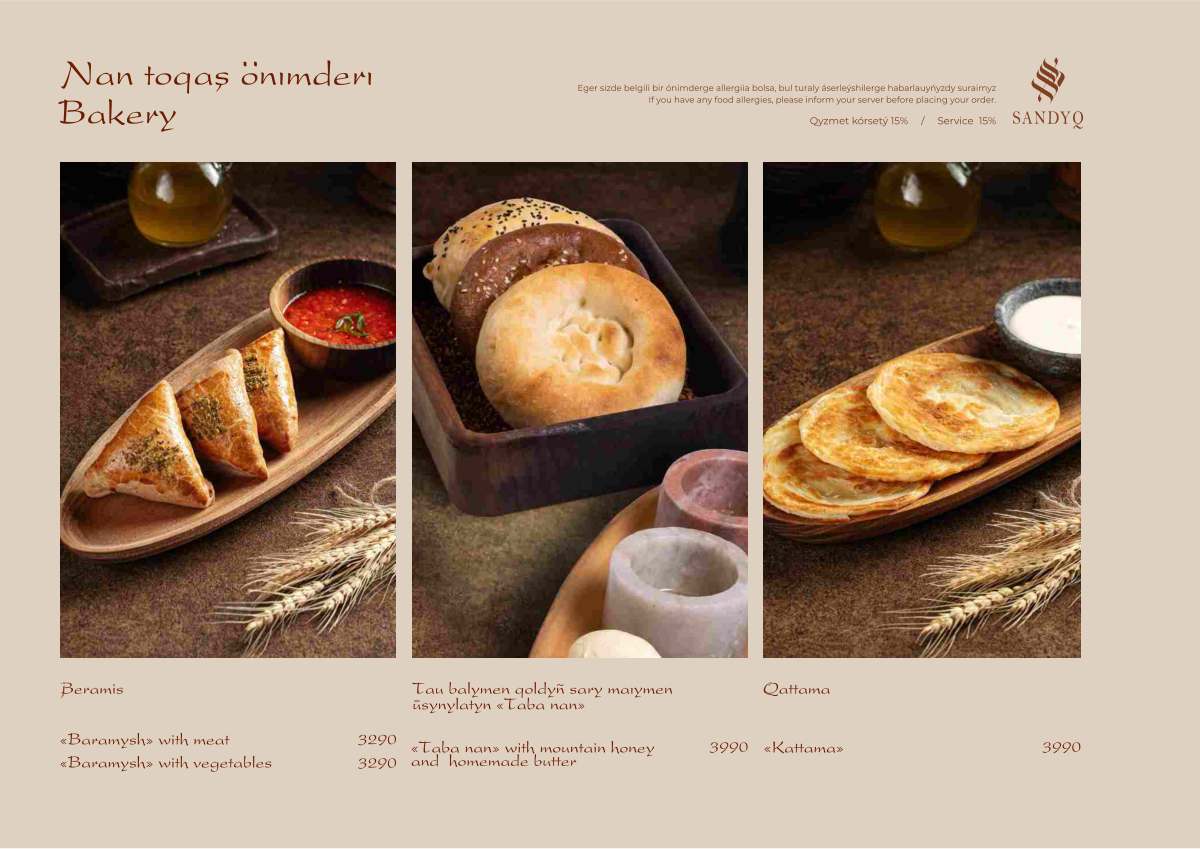 Nan toqaş önımderı
Bakery
Eger sizde belgili bir ónimderge allergiia bolsa, bul turaly áserleýshilerge habarlauyńyzdy suraimyz
If you have any food allergies, please inform your server before placing your order.
Qyzmet kórsetý 15% / Service 15%
SANDYQ
Beramis
«Baramysh» with meat 3290
«Baramysh» with vegetables 3290
Tau balymen qoldyñ sary maıymen
ūsynylatyn «Taba nan»
«Taba nan» with mountain honey 3990
and homemade butter
Qattama
«Kattama» 3990